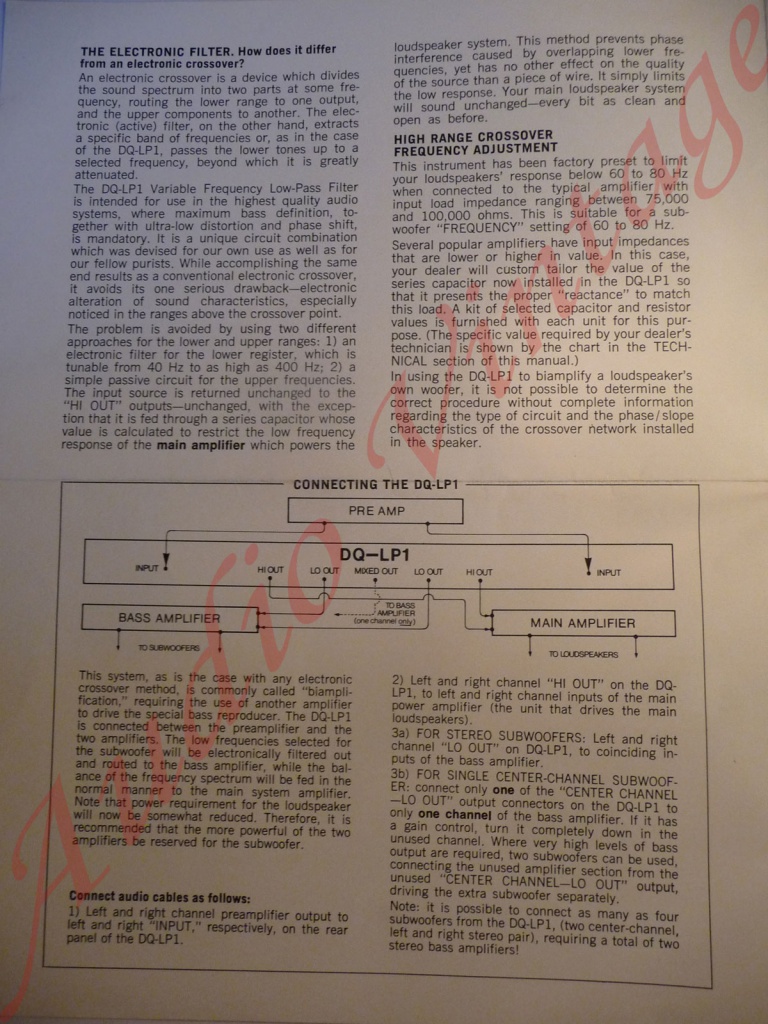 THE ELECTRONIC FILTER. How does it differ
from an electronic crossover?
An electronic crossover is a device which divides
the sound spectrum into two parts at some fre-
quency, routing the lower range to one output,
and the upper components to another. The elec-
tronic (active) filter, on the other hand, extracts
a specific band of frequencies or, as in the case
of the DQ-LP1, passes the lower tones up to a
selected frequency, beyond which it is greatly
attenuated.
The DQ-LP1 Variable Frequency Low-Pass Filter
is intended for use in the highest quality audio
systems, where maximum bass definition, to-
gether with ultra-low distortion and phase shift,
is mandatory. It is a unique circuit combination
which was devised for our own use as well as for
our fellow purists. While accomplishing the same
end results as a conventional electronic crossover,
it avoids its one serious drawback—electronic
alteration of sound characteristics, especially
noticed in the ranges above the crossover point.
The problem is avoided by using two different
approaches for the lower and upper ranges: 1) an
electronic filter for the lower register, which is
tunable from 40 Hz to as high as 400 Hz; 2) a
simple passive circuit for the upper frequencies.
The input source is returned unchanged to the
"HI OUT" outputs—unchanged, with the excep-
tion that it is fed through a series capacitor whose
value is calculated to restrict the low frequency
response of the main amplifier which powers the
loudspeaker system. This method prevents phase
interference caused by overlapping lower fre-
quencies, yet has no other effect on the quality
of the source than a piece of wire. It simply limits
the low response. Your main loudspeaker system
will sound unchanged—every bit as clean and
open as before.
HIGH RANGE CROSSOVER
FREQUENCY ADJUSTMENT
This instrument has been factory preset to limit
your loudspeakers' response below 60 to 80 Hz
when connected to the typical amplifier with
input load impedance ranging between 75,000
and 100,000 ohms. This is suitable for a sub-
woofer "FREQUENCY" setting of 60 to 80 Hz.
Several popular amplifiers have input impedances
that are lower or higher in value. In this case,
your dealer will custom tailor the value of the
series capacitor now installed in the DQ-LP1 so
that it presents the proper "reactance" to match
this load. A kit of selected capacitor and resistor
values is furnished with each unit for this pur-
pose. (The specific value required by your dealer's
technician is shown by the chart in the TECH-
NICAL section of this manual.)
In using the DQ-LP1 to biamplify a loudspeaker's
own woofer, it is not possible to determine the
correct procedure without complete information
regarding the type of circuit and the phase/slope
characteristics of the crossover network installed
in the speaker.
CONNECTING THE DQ-LP1
PRE AMP
DQ—LP1
INPUT
HI OUT
LO OUT
MIXED OUT
LO OUT
HI OUT
INPUT
TO BASS
AMPLIFIER
(one channel only)
BASS AMPLIFIER
MAIN AMPLIFIER
TO SUBWOOFERS
TO LOUDSPEAKERS
This system, as is the case with any electronic
crossover method, is commonly called "biampli-
fication," requiring the use of another amplifier
to drive the special bass reproducer. The DQ-LP1
is connected between the preamplifier and the
two amplifiers. The low frequencies selected for
the subwoofer will be electronically filtered out
and routed to the bass amplifier, while the bal-
ance of the frequency spectrum will be fed in the
normal manner to the main system amplifier.
Note that power requirement for the loudspeaker
will now be somewhat reduced. Therefore, it is
recommended that the more powerful of the two
amplifiers be reserved for the subwoofer.
Connect audio cables as follows:
1) Left and right channel preamplifier output to
left and right "INPUT," respectively, on the rear
panel of the DQ-LP1.
2) Left and right channel "HI OUT" on the DQ-
LP1, to left and right channel inputs of the main
power amplifier (the unit that drives the main
loudspeakers).
3a) FOR STEREO SUBWOOFERS: Left and right
channel "LO OUT" on DQ-LP1, to coinciding in-
puts of the bass amplifier.
3b) FOR SINGLE CENTER-CHANNEL SUBWOOF-
ER: connect only one of the "CENTER CHANNEL
—LO OUT" output connectors on the DQ-LP1 to
only one channel of the bass amplifier. If it has
a gain control, turn it completely down in the
unused channel. Where very high levels of bass
output are required, two subwoofers can be used,
connecting the unused amplifier section from the
unused "CENTER CHANNEL—LO OUT" output,
driving the extra subwoofer separately.
Note: it is possible to connect as many as four
subwoofers from the DQ-LP1, (two center-channel,
left and right stereo pair), requiring a total of two
stereo bass amplifiers!
Audio Vintage